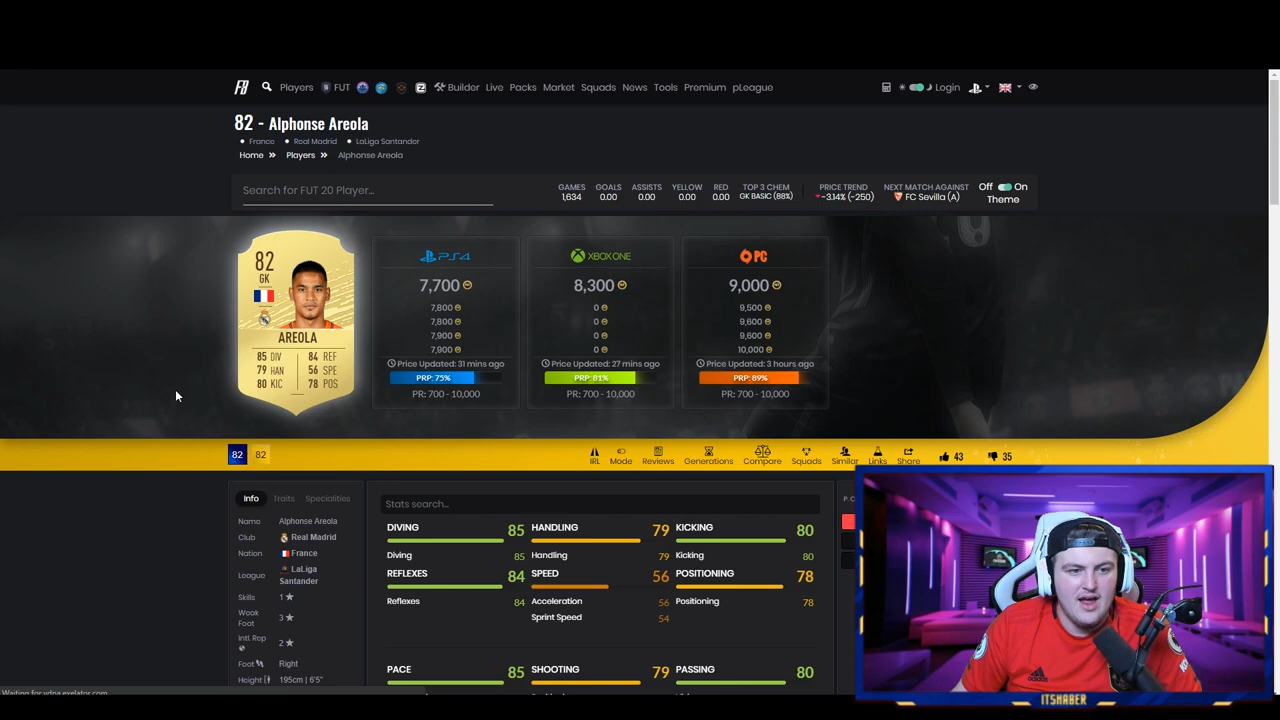 FB Players FUT Builder Live Packs Market Squads News Tools Premium pLeague Login
82 - Alphonse Areola
• France • Real Madrid • LaLiga Santander
Home » Players » Alphonse Areola
Search for FUT 20 Player...
GAMES GOALS ASSISTS YELLOW RED TOP 3 CHEM PRICE TREND NEXT MATCH AGAINST
1,634 0.00 0.00 0.00 0.00 GK BASIC (88%) -3.14% (-250) FC Sevilla (A)
Off On
Theme
82
GK
AREOLA
85 DIV 84 REF
79 HAN 56 SPE
80 KIC 78 POS
PS4
7,700
7,800
7,800
7,900
7,900
Price Updated: 31 mins ago
PRP: 75%
PR: 700 - 10,000
XBOX ONE
8,300
0
0
0
0
Price Updated: 27 mins ago
PRP: 81%
PR: 700 - 10,000
PC
9,000
9,500
9,600
9,600
10,000
Price Updated: 3 hours ago
PRP: 89%
PR: 700 - 10,000
82 82
IRL Mode Reviews Generations Compare Squads Similar Links Share 43 35
Info Traits Specialities
Name Alphonse Areola
Club Real Madrid
Nation France
League LaLiga Santander
Skills 1★
Weak Foot 3★
Intl Rep 2★
Foot Right
Height 195cm | 6'5"
Stats search...
DIVING 85 HANDLING 79 KICKING 80
Diving 85 Handling 79 Kicking 80
REFLEXES 84 SPEED 56 POSITIONING 78
Reflexes 84 Acceleration 56 Positioning 78
Sprint Speed 54
PACE 85 SHOOTING 79 PASSING 80
ITSHABER